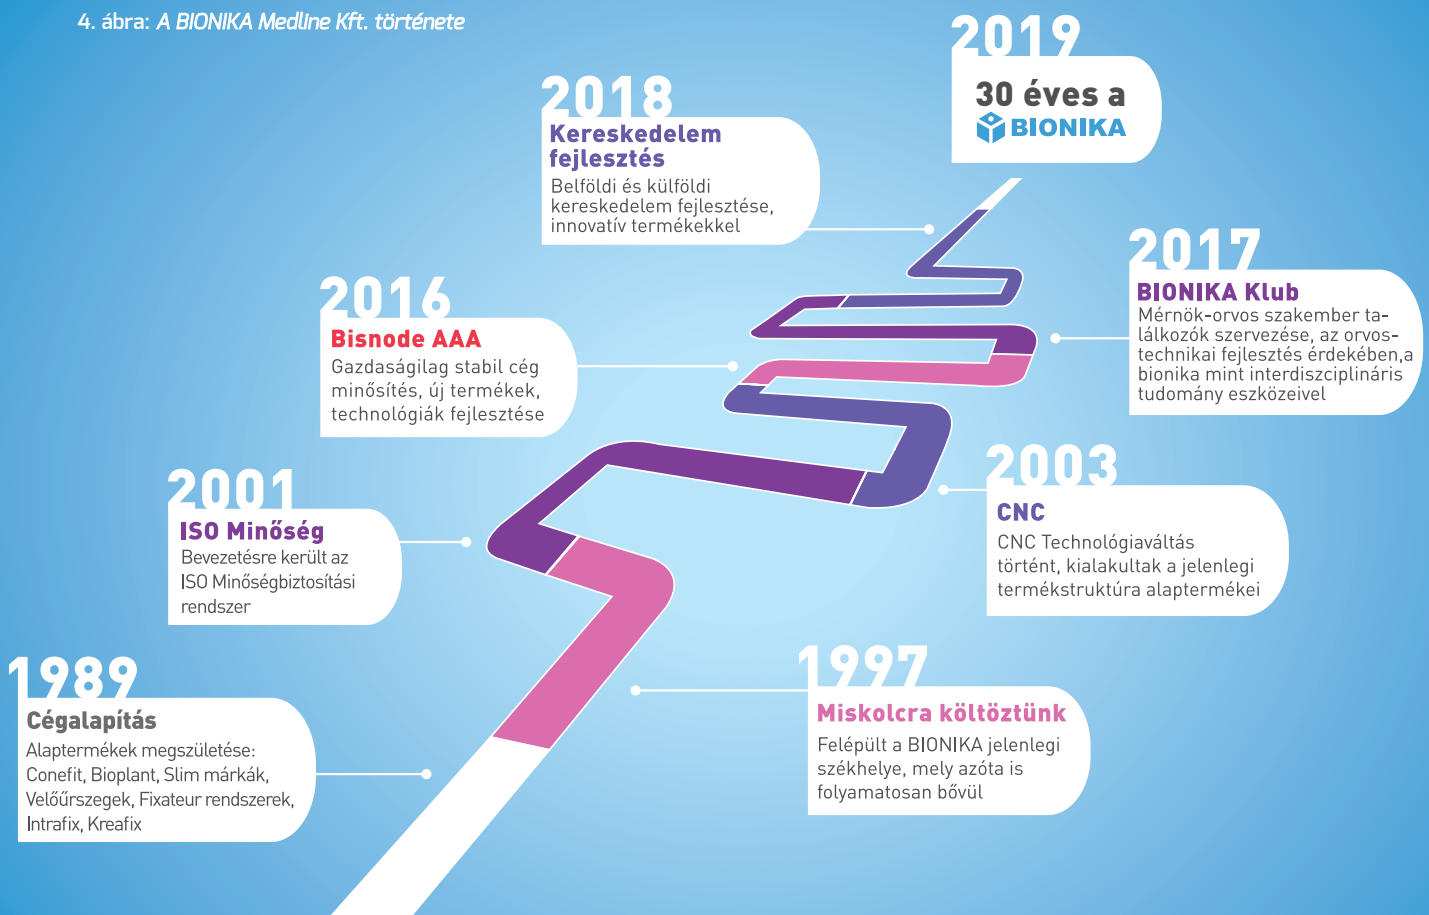 4. ábra: A BIONIKA Medline Kft. története
2019
30 éves a
BIONIKA
2018
Kereskedelem
fejlesztés
Belföldi és külföldi
kereskedelem fejlesztése,
innovatív termékekkel
2017
BIONIKA Klub
Mérnök-orvos szakember ta-
lálkozók szervezése, az orvos-
technikai fejlesztés érdekében,a
bionika mint interdiszciplináris
tudomány eszközeivel
2016
Bisnode AAA
Gazdaságilag stabil cég
minősítés, új termékek,
technológiák fejlesztése
2003
CNC
CNC Technológiaváltás
történt, kialakultak a jelenlegi
termékstruktúra alaptermékei
2001
ISO Minőség
Bevezetésre került az
ISO Minőségbiztosítási
rendszer
1997
Miskolcra költöztünk
Felépült a BIONIKA jelenlegi
székhelye, mely azóta is
folyamatosan bővül
1989
Cégalapítás
Alaptermékek megszületése:
Conefit, Bioplant, Slim márkák,
Velőűrszegek, Fixateur rendszerek,
Intrafix, Kreafix